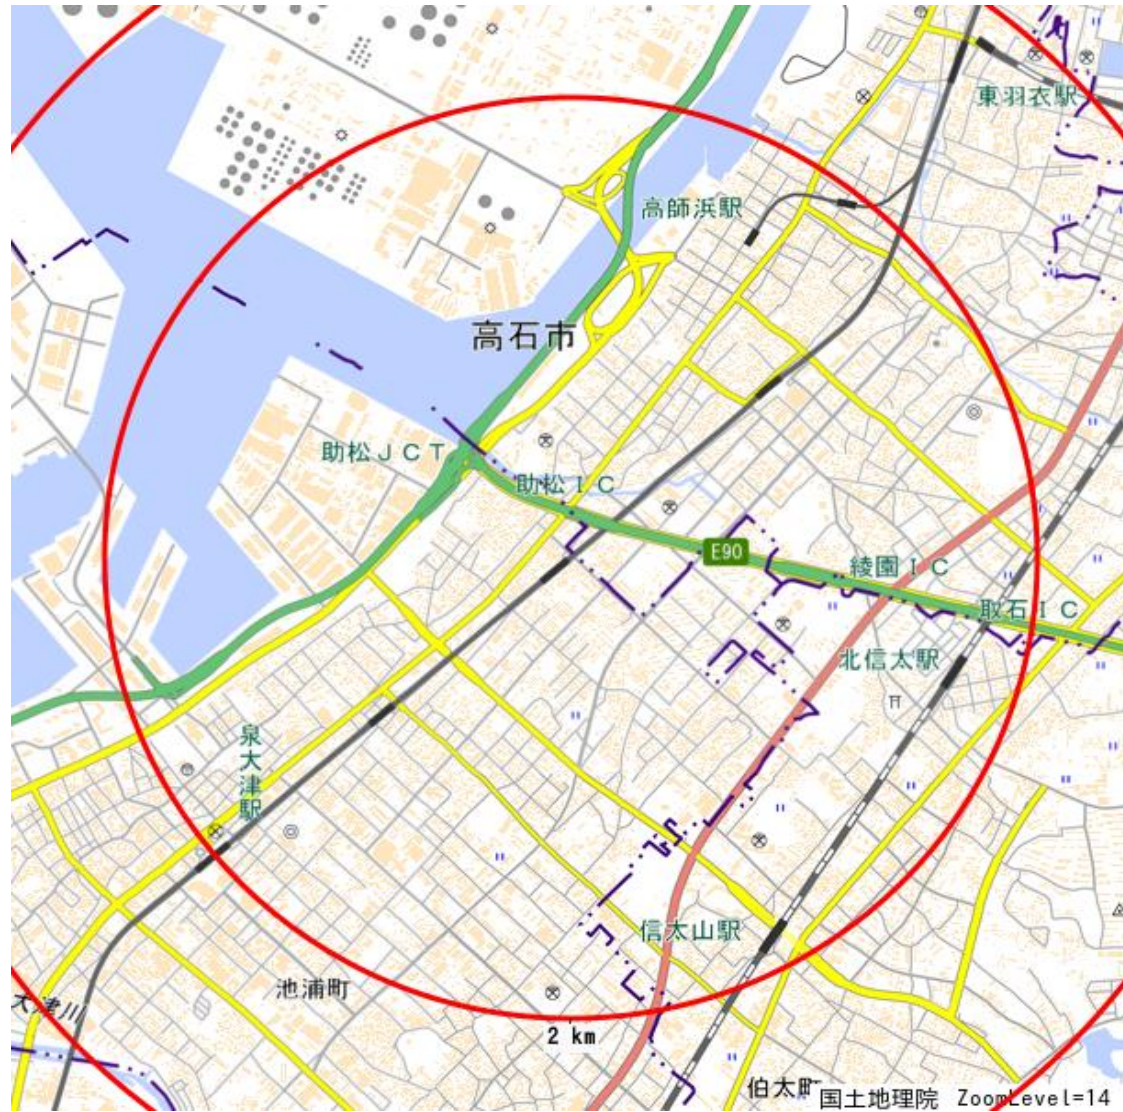 東羽衣駅
高師浜駅
高石市
助松JCT
助松IC
E90
綾園IC
取石IC
北信太駅
泉大津駅
信太山駅
池浦町
大津川
2 km
伯太町
国土地理院 ZoomLevel=14